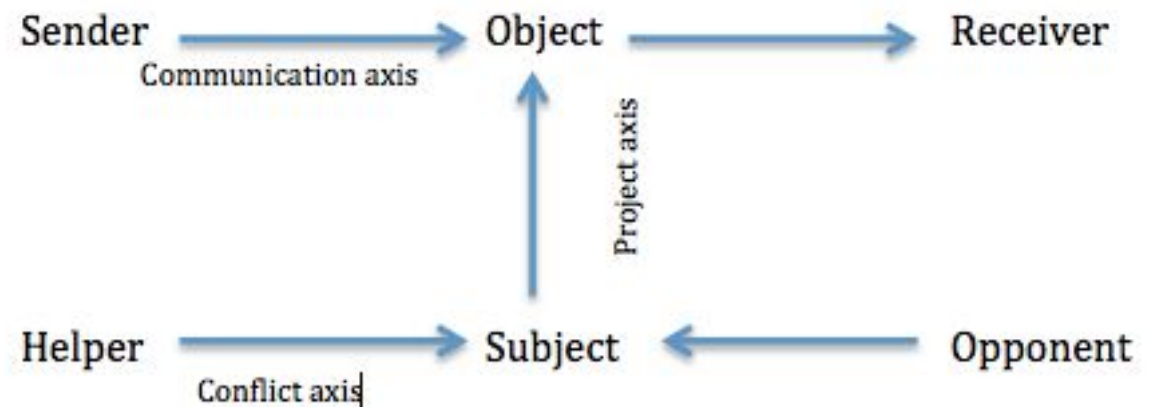 Sender
Object
Receiver
Communication axis
Project axis
Helper
Subject
Opponent
Conflict axis